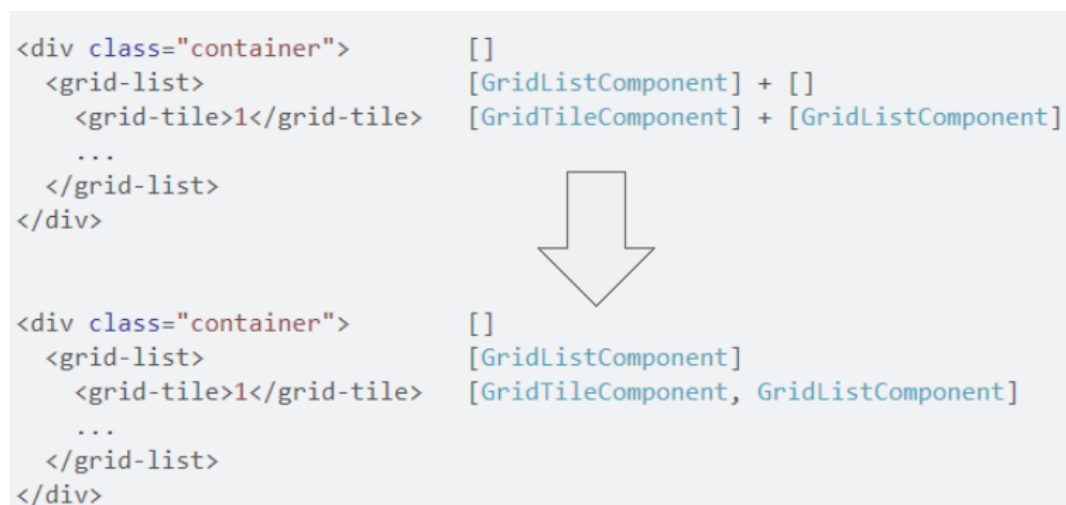 <div class="container"> []
<grid-list> [GridListComponent] + []
<grid-tile>1</grid-tile> [GridTileComponent] + [GridListComponent]
...
</grid-list>
</div>
<div class="container"> []
<grid-list> [GridListComponent]
<grid-tile>1</grid-tile> [GridTileComponent, GridListComponent]
...
</grid-list>
</div>